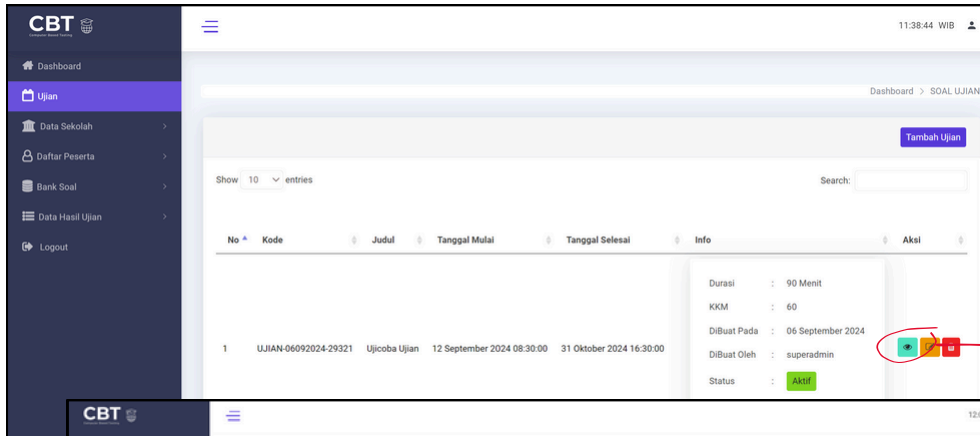 CBT
Computer Based Testing
11:38:44 WIB
Dashboard
Ujian
Dashboard > SOAL UJIAN
Data Sekolah >
Tambah Ujian
Daftar Peserta >
Bank Soal >
Show 10 entries
Search:
Data Hasil Ujian >
Logout
No Kode Judul Tanggal Mulai Tanggal Selesai Info Aksi
Durasi : 90 Menit
KKM : 60
DiBuat Pada : 06 September 2024
1 UJIAN-06092024-29321 Ujicoba Ujian 12 September 2024 08:30:00 31 Oktober 2024 16:30:00
DiBuat Oleh : superadmin
Status : Aktif
CBT